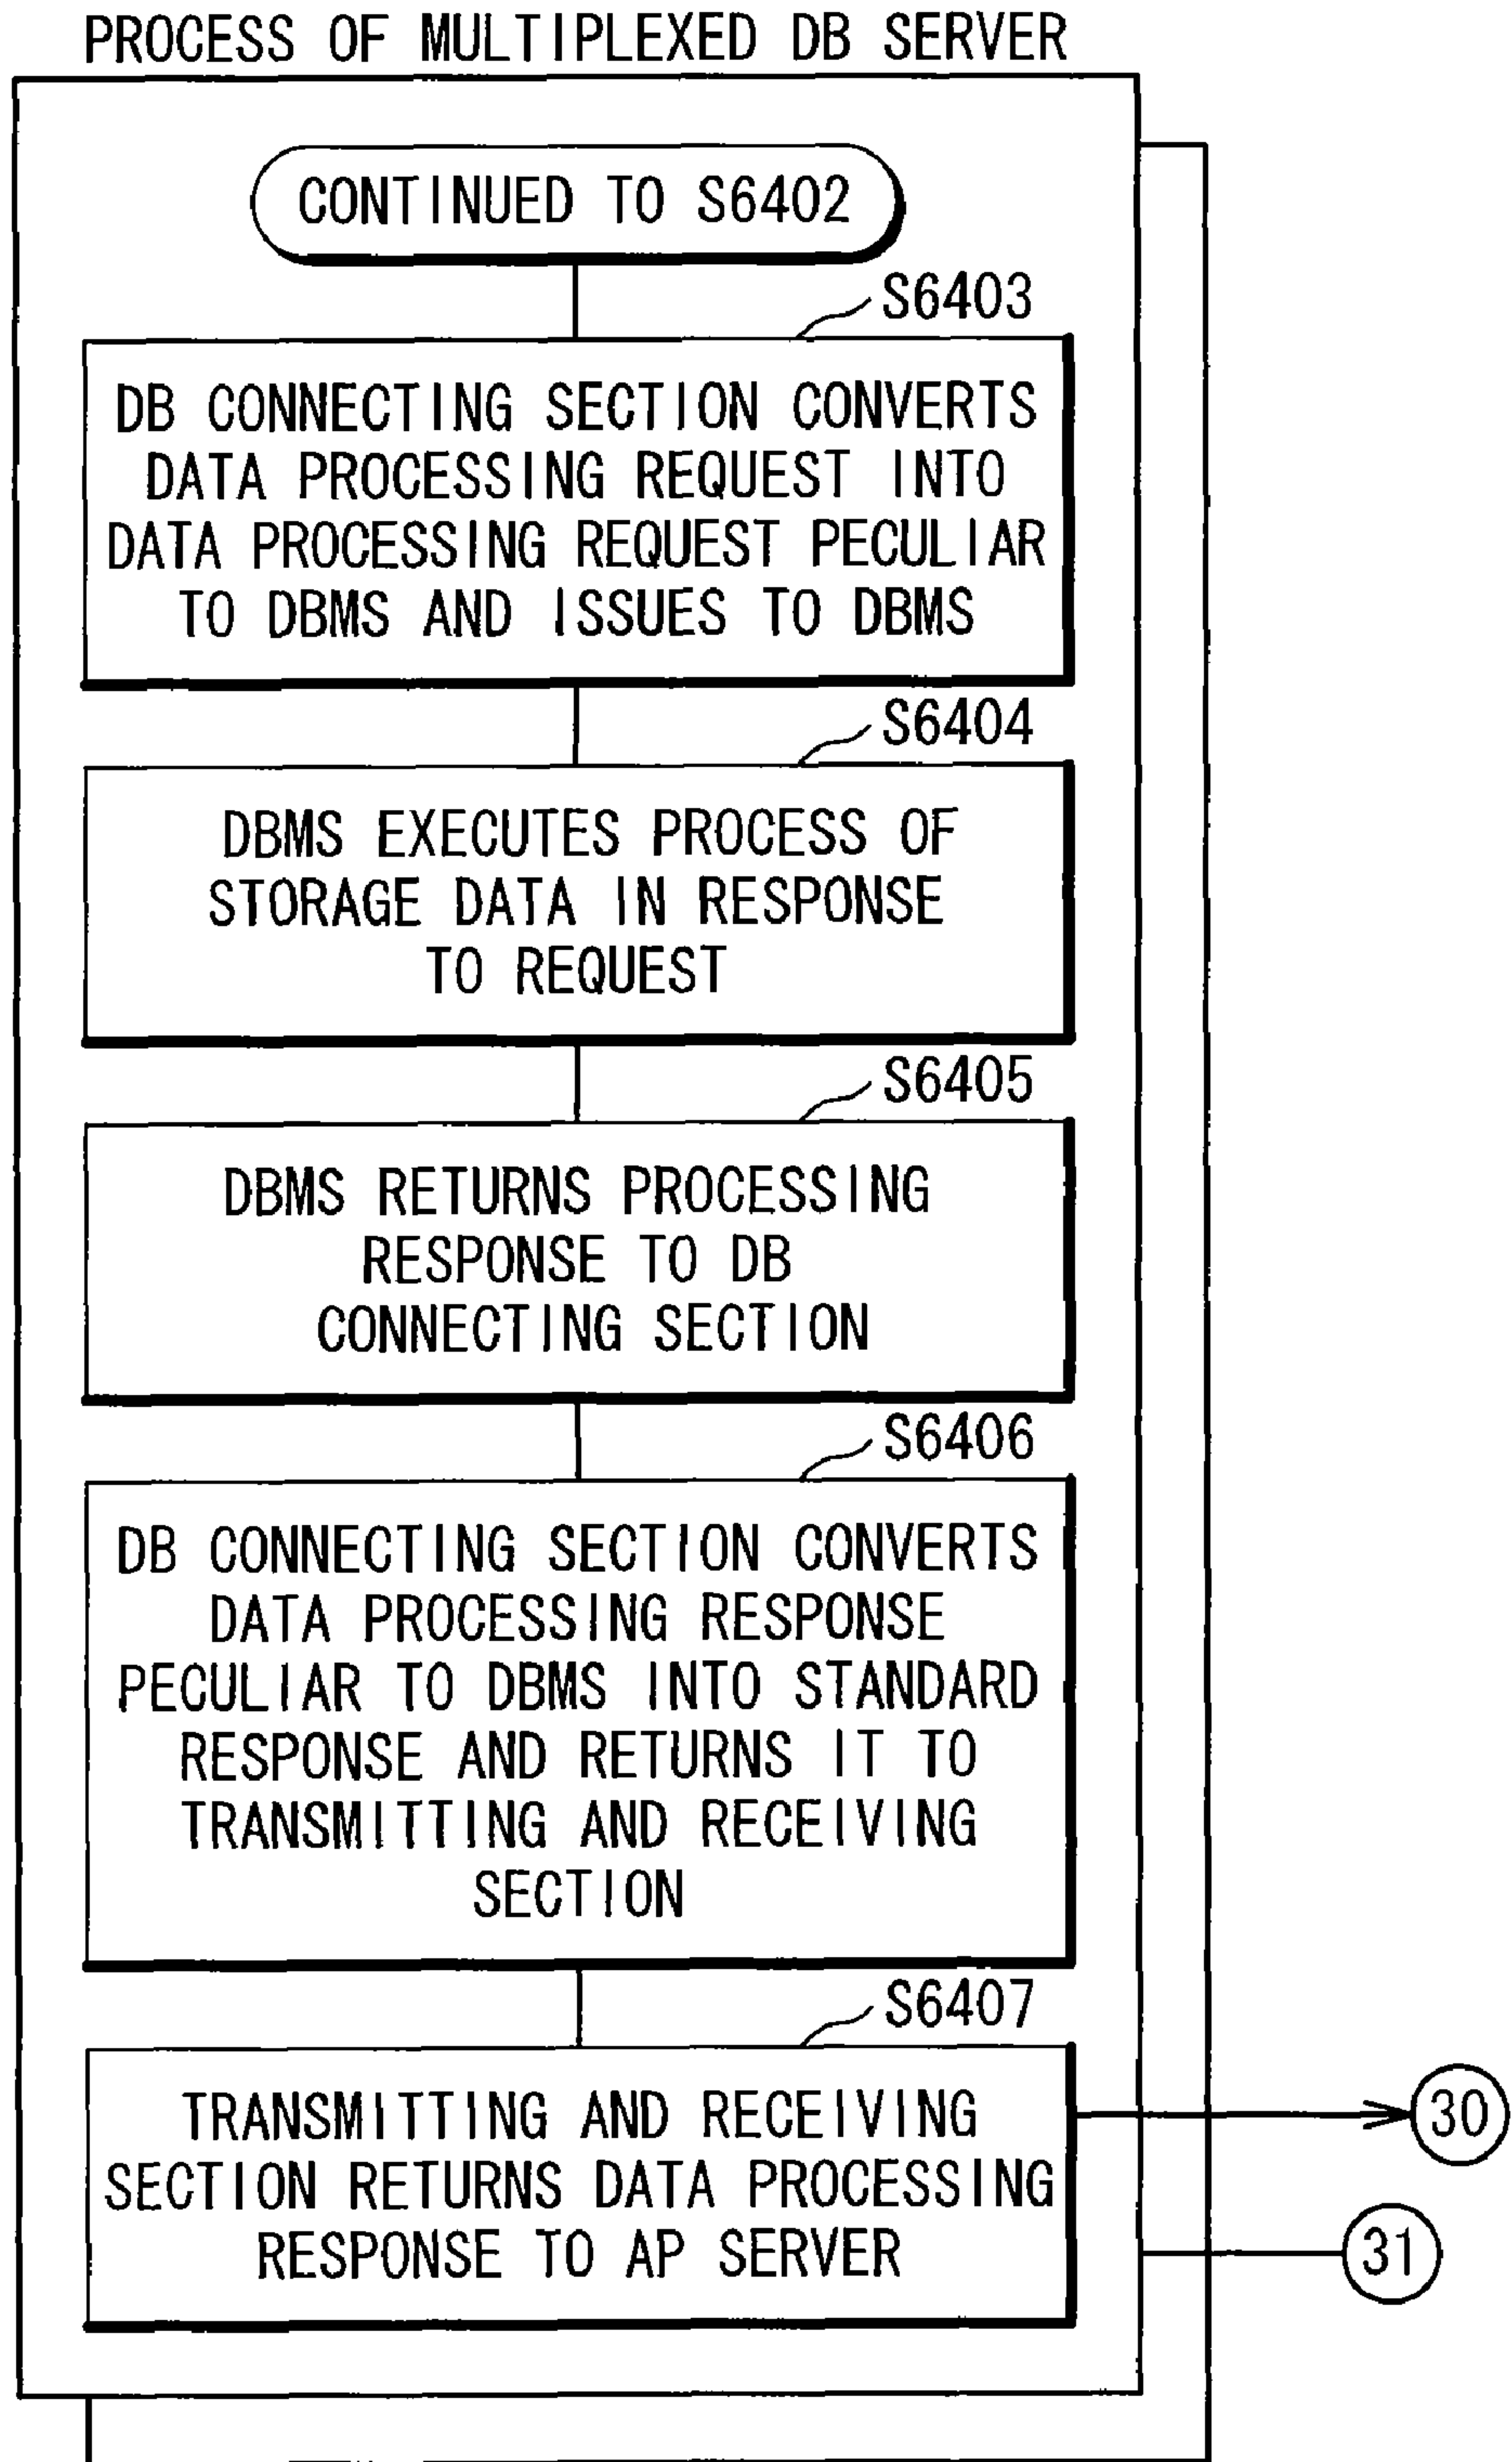 PROCESS OF MULTIPLEXED DB SERVER
CONTINUED TO S6402
S6403
DB CONNECTING SECTION CONVERTS
DATA PROCESSING REQUEST INTO
DATA PROCESSING REQUEST PECULIAR
TO DBMS AND ISSUES TO DBMS
S6404
DBMS EXECUTES PROCESS OF
STORAGE DATA IN RESPONSE
TO REQUEST
S6405
DBMS RETURNS PROCESSING
RESPONSE TO DB
CONNECTING SECTION
S6406
DB CONNECTING SECTION CONVERTS
DATA PROCESSING RESPONSE
PECULIAR TO DBMS INTO STANDARD
RESPONSE AND RETURNS IT TO
TRANSMITTING AND RECEIVING
SECTION
S6407
TRANSMITTING AND RECEIVING
SECTION RETURNS DATA PROCESSING
RESPONSE TO AP SERVER
30
31